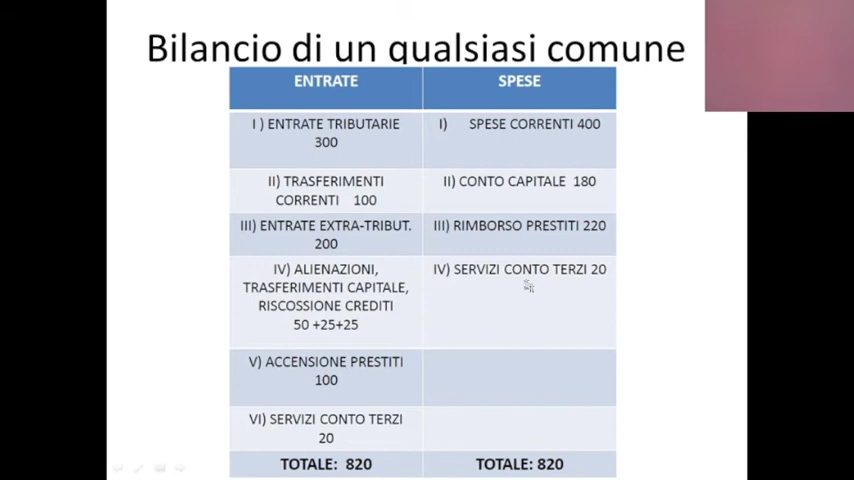 Bilancio di un qualsiasi comune
ENTRATE SPESE
I ) ENTRATE TRIBUTARIE
300
I) SPESE CORRENTI 400
II) TRASFERIMENTI
CORRENTI 100
II) CONTO CAPITALE 180
III) ENTRATE EXTRA-TRIBUT.
200
III) RIMBORSO PRESTITI 220
IV) ALIENAZIONI,
TRASFERIMENTI CAPITALE,
RISCOSSIONE CREDITI
50 +25+25
IV) SERVIZI CONTO TERZI 20
V) ACCENSIONE PRESTITI
100
VI) SERVIZI CONTO TERZI
20
TOTALE: 820 TOTALE: 820